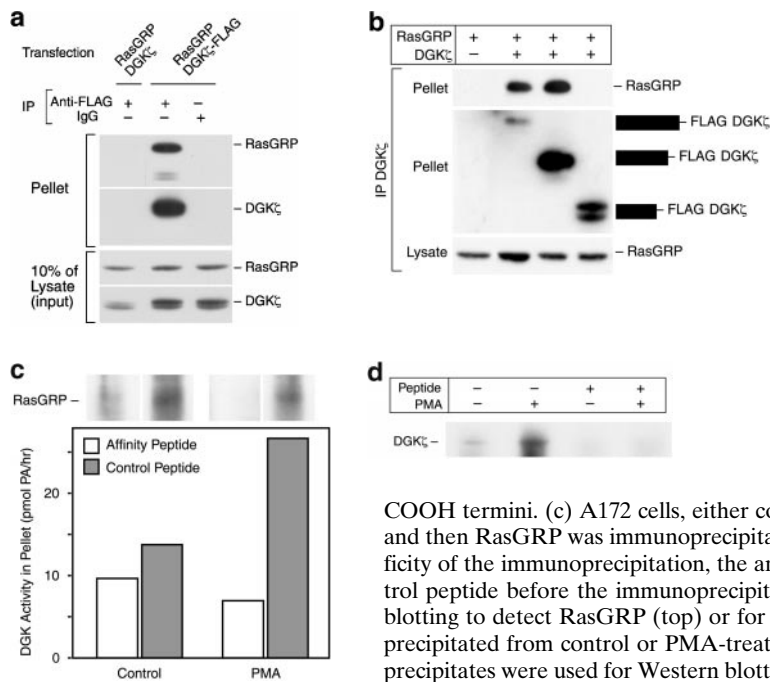 a
Transfection
RasGRP
DGKζ
RasGRP
DGKζ-FLAG
IP
Anti-FLAG + + –
IgG – – +
Pellet
– RasGRP
– DGKζ
10% of
Lysate
(input)
– RasGRP
– DGKζ
b
RasGRP + + + +
DGKζ – + + +
IP DGKζ
Pellet
– RasGRP
Pellet
– FLAG DGKζ
– FLAG DGKζ
– FLAG DGKζ
Lysate
– RasGRP
c
RasGRP –
DGK Activity in Pellet (pmol PA/hr)
20
10
0
Affinity Peptide
Control Peptide
Control
PMA
d
Peptide – – + +
PMA – + – +
DGKζ –
COOH termini. (c) A172 cells, either co
and then RasGRP was immunoprecipita
ficity of the immunoprecipitation, the an
trol peptide before the immunoprecipit
blotting to detect RasGRP (top) or for
precipitated from control or PMA-treat
precipitates were used for Western blott